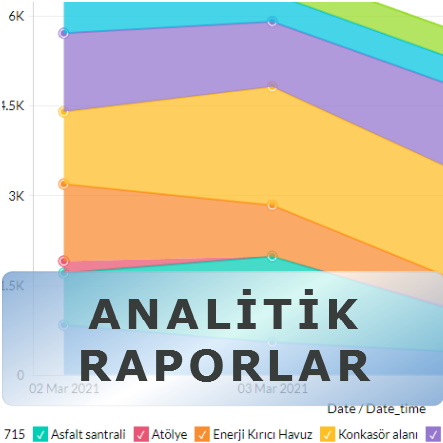 6K
4.5K
3K
1.5K
ANALİTİK
RAPORLAR
0
02 Mar 2021 03 Mar 2021
Date / Date_time
715 Asfalt santrali Atölye Enerji Kırıcı Havuz Konkasör alanı